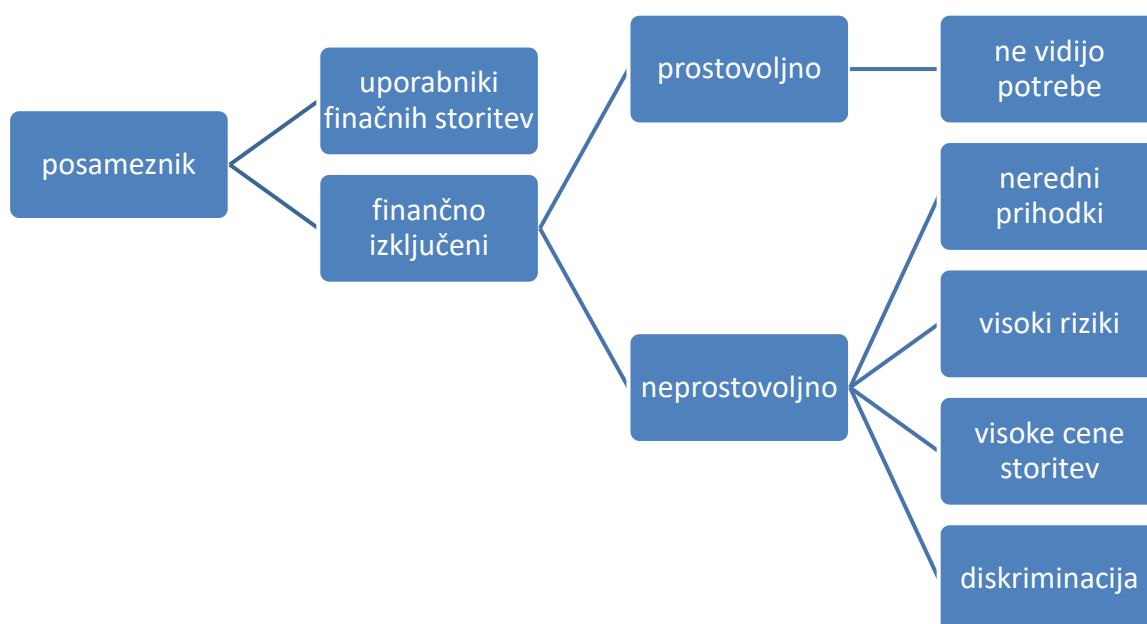 posameznik
uporabniki
finačnih storitev
finančno
izključeni
prostovoljno
neprostovoljno
ne vidijo
potrebe
neredni
prihodki
visoki riziki
visoke cene
storitev
diskriminacija